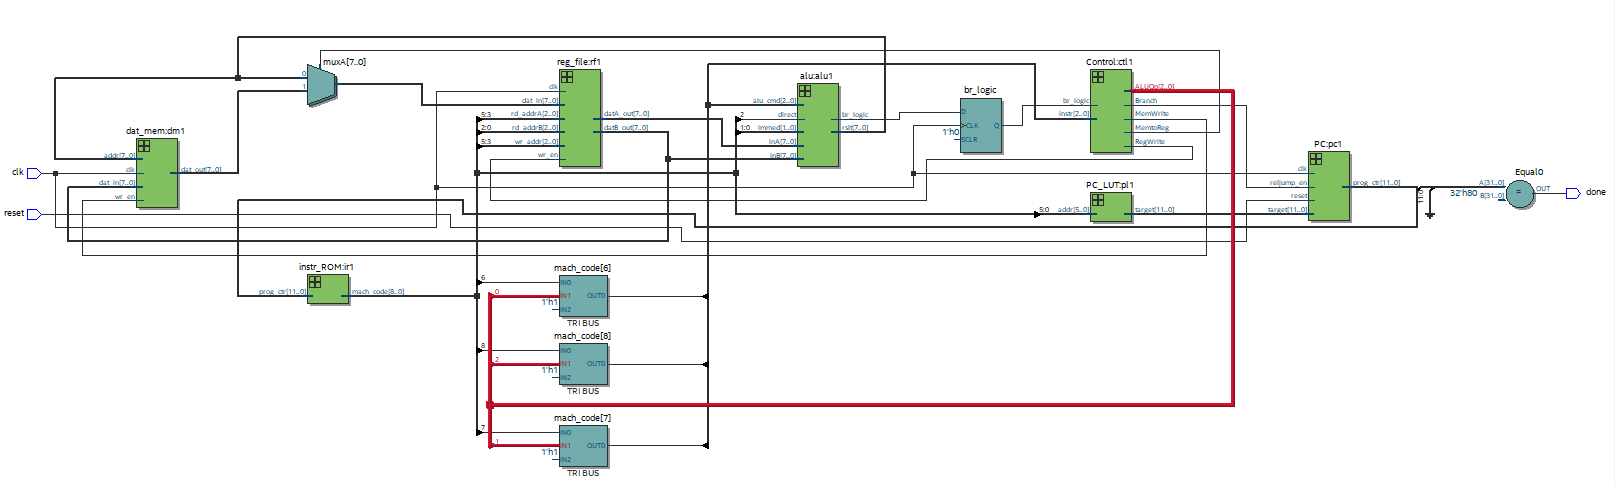 muxA[7..0]
0
1
reg_file:rf1
clk
dat_in[7..0]
5:3 rd_addrA[2..0] datA_out[7..0]
2:0 rd_addrB[2..0] datB_out[7..0]
5:3 wr_addr[2..0]
wr_en
alu:alu1
alu_cmd[2..0]
2 direct br_logic
1:0 immed[1..0] rslt[7..0]
inA[7..0]
inB[7..0]
br_logic
D
CLK Q
1'h0 SCLR
Control:ctl1
ALUOp[2..0]
br_logic Branch
instr[2..0] MemWrite
MemtoReg
RegWrite
dat_mem:dm1
addr[7..0]
clk dat_out[7..0]
dat_in[7..0]
wr_en
clk
reset
PC:pc1
clk
reljump_en prog_ctr[11..0]
reset
target[11..0]
PC_LUT:pl1
5:0 addr[5..0] target[11..0]
11:0
Equal0
A[31..0]
32'h80 B[31..0]
= OUT
done
instr_ROM:ir1
prog_ctr[11..0] mach_code[8..0]
mach_code[6]
6 IN0
0 IN1 OUT0
1'h1 IN2
TRI BUS
mach_code[8]
8 IN0
2 IN1 OUT0
1'h1 IN2
TRI BUS
mach_code[7]
7 IN0
1 IN1 OUT0
1'h1 IN2
TRI BUS